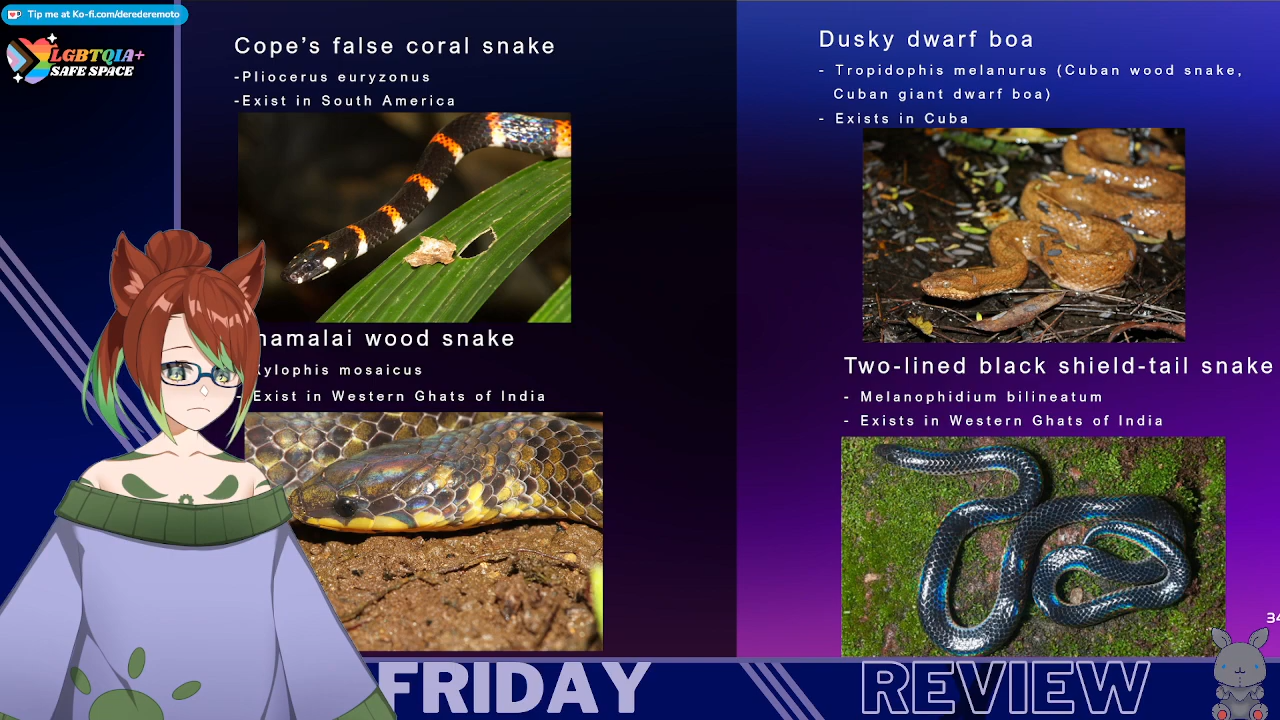 Tip me at Ko-fi.com/derederemoto
LGBTQIA+
SAFE SPACE
Cope's false coral snake
-Pliocerus euryzonus
-Exist in South America
namalai wood snake
Xylophis mosaicus
- Exist in Western Ghats of India
Dusky dwarf boa
- Tropidophis melanurus (Cuban wood snake,
Cuban giant dwarf boa)
- Exists in Cuba
Two-lined black shield-tail snake
- Melanophidium bilineatum
- Exists in Western Ghats of India
34
FRIDAY
REVIEW